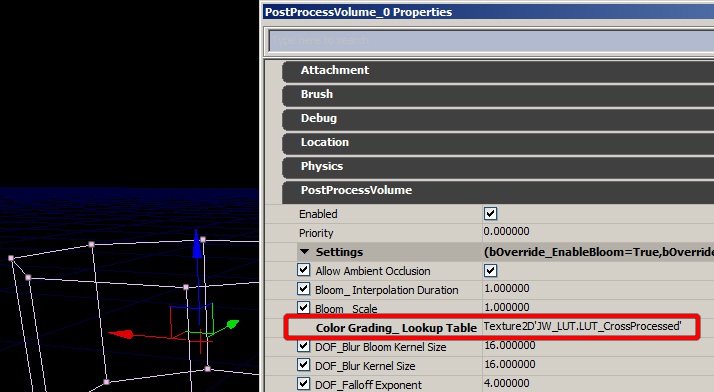 PostProcessVolume_0 Properties
Attachment
Brush
Debug
Location
Physics
PostProcessVolume
Enabled
Priority 0.000000
Settings (bOverride_EnableBloom=True,bOverride
Allow Ambient Occlusion
Bloom_ Interpolation Duration 1.000000
Bloom_ Scale 1.000000
Color Grading_ Lookup Table Texture2D'JW_LUT.LUT_CrossProcessed'
DOF_Blur Bloom Kernel Size 16.000000
DOF_Blur Kernel Size 16.000000
DOF_Falloff Exponent 4.000000